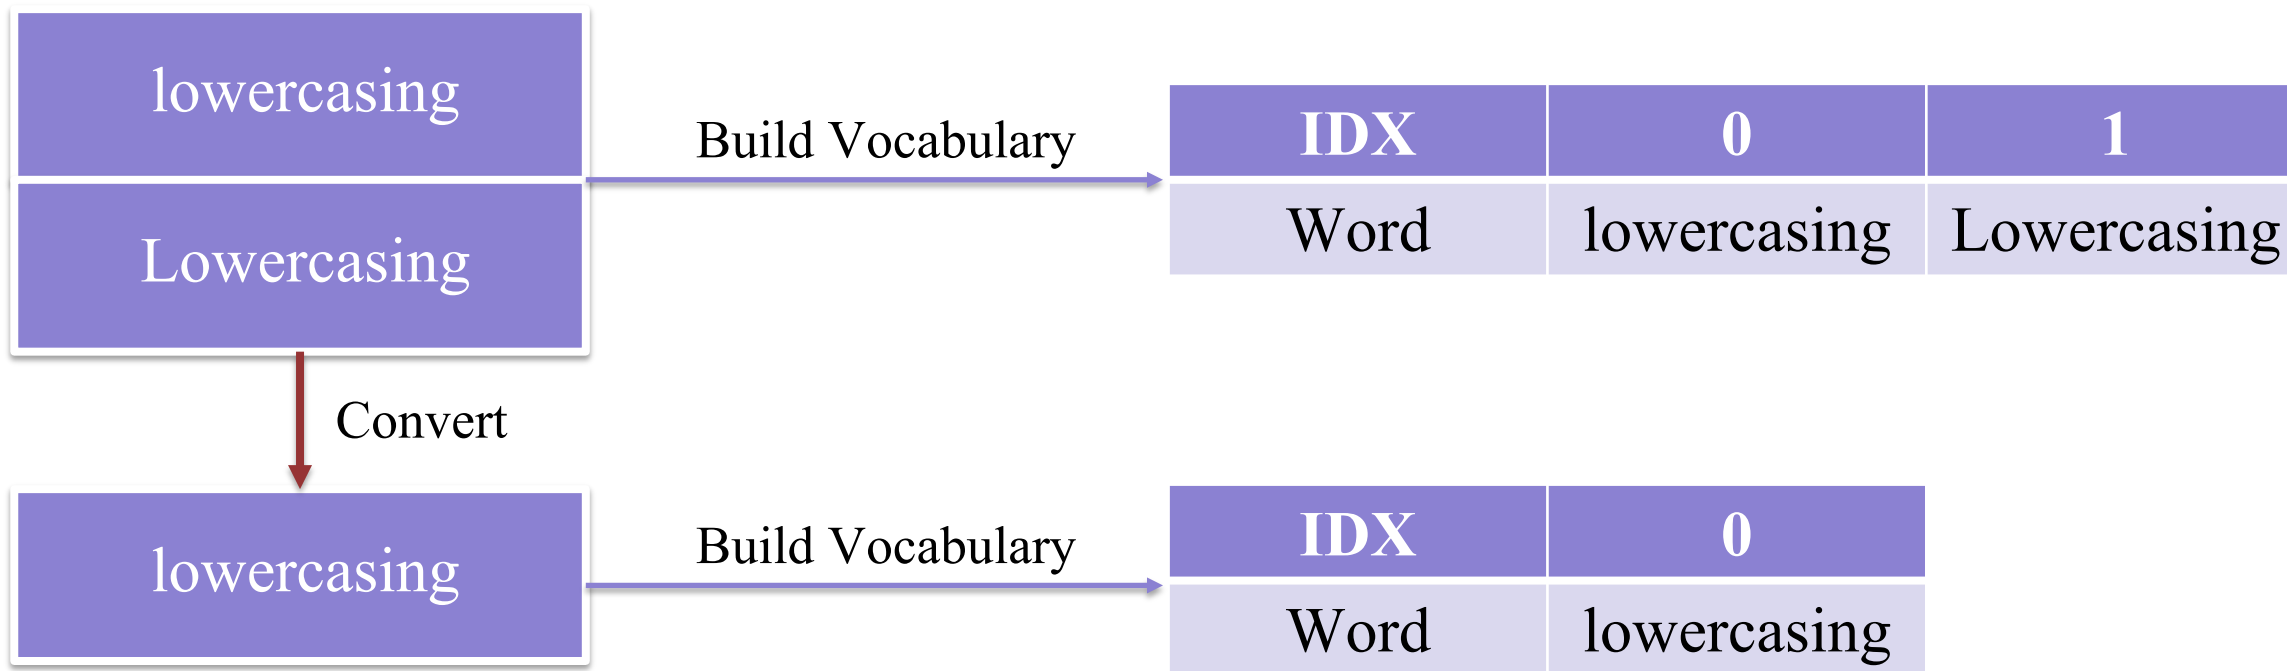 lowercasing
Lowercasing
Build Vocabulary
IDX 0 1
Word lowercasing Lowercasing
Convert
lowercasing
Build Vocabulary
IDX 0
Word lowercasing